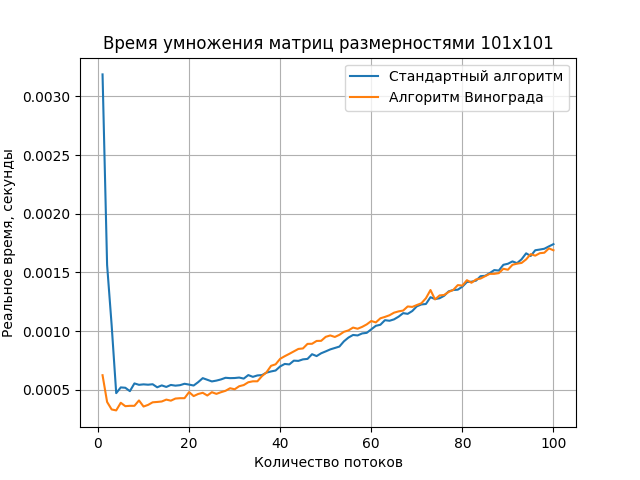 Время умножения матриц размерностями 101x101
Стандартный алгоритм
Алгоритм Винограда
Реальное время, секунды
0.0030
0.0025
0.0020
0.0015
0.0010
0.0005
0 20 40 60 80 100
Количество потоков